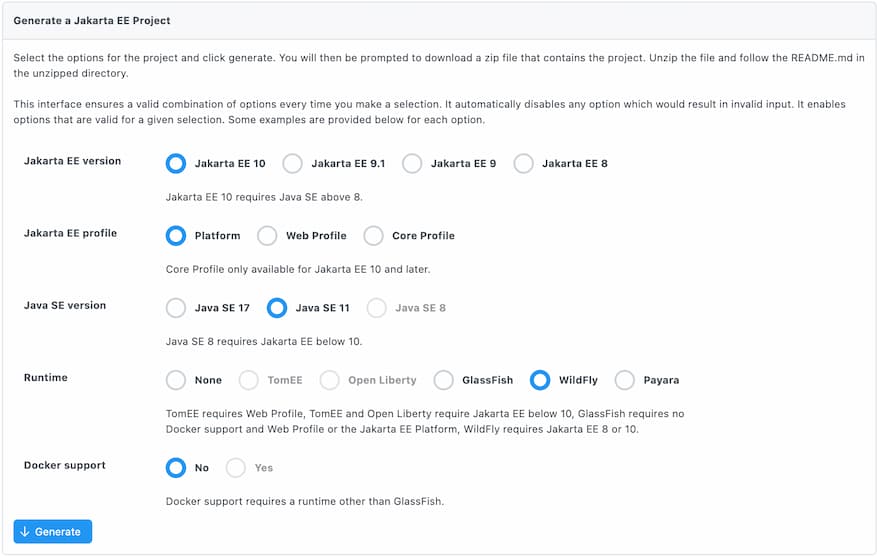 Generate a Jakarta EE Project
Select the options for the project and click generate. You will then be prompted to download a zip file that contains the project. Unzip the file and follow the README.md in
the unzipped directory.
This interface ensures a valid combination of options every time you make a selection. It automatically disables any option which would result in invalid input. It enables
options that are valid for a given selection. Some examples are provided below for each option.
Jakarta EE version
Jakarta EE 10 Jakarta EE 9.1 Jakarta EE 9 Jakarta EE 8
Jakarta EE 10 requires Java SE above 8.
Jakarta EE profile
Platform Web Profile Core Profile
Core Profile only available for Jakarta EE 10 and later.
Java SE version
Java SE 17 Java SE 11 Java SE 8
Java SE 8 requires Jakarta EE below 10.
Runtime
None TomEE Open Liberty GlassFish WildFly Payara
TomEE requires Web Profile, TomEE and Open Liberty require Jakarta EE below 10, GlassFish requires no
Docker support and Web Profile or the Jakarta EE Platform, WildFly requires Jakarta EE 8 or 10.
Docker support
No Yes
Docker support requires a runtime other than GlassFish.
Generate